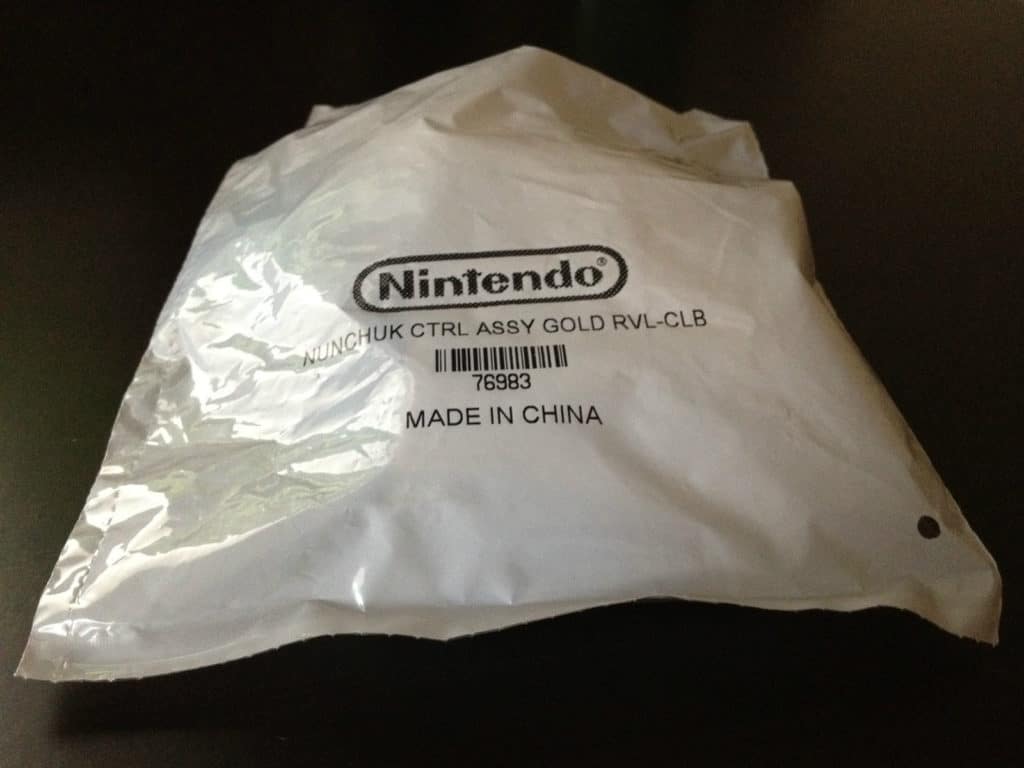 Nintendo®
NUNCHUK CTRL ASSY GOLD RVL-CLB
76983
MADE IN CHINA